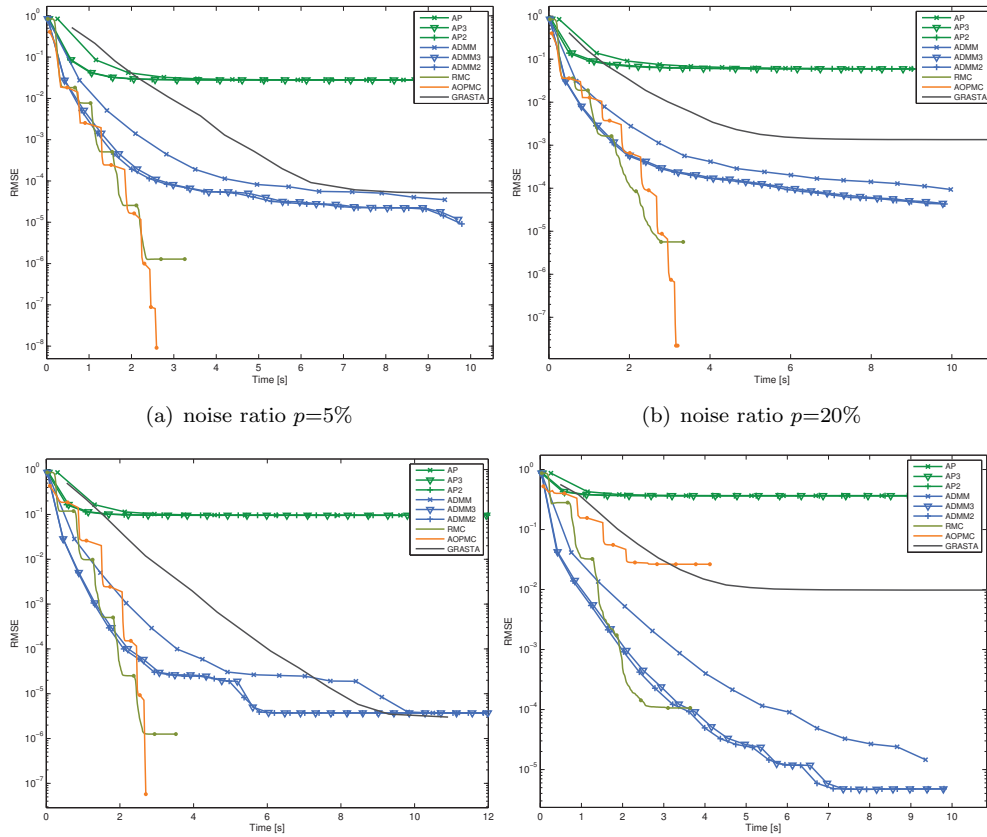 10^0
10^-1
10^-2
10^-3
10^-4
10^-5
10^-6
10^-7
10^-8
RMSE
0 1 2 3 4 5 6 7 8 9 10
Time [s]
AP
AP3
AP2
ADMM
ADMM3
ADMM2
RMC
AOPMC
GRASTA
(a) noise ratio p=5%
10^0
10^-1
10^-2
10^-3
10^-4
10^-5
10^-6
10^-7
RMSE
0 2 4 6 8 10
Time [s]
AP
AP3
AP2
ADMM
ADMM3
ADMM2
RMC
AOPMC
GRASTA
(b) noise ratio p=20%
10^0
10^-1
10^-2
10^-3
10^-4
10^-5
10^-6
10^-7
RMSE
0 2 4 6 8 10 12
Time [s]
AP
AP3
AP2
ADMM
ADMM3
ADMM2
RMC
AOPMC
GRASTA
10^0
10^-1
10^-2
10^-3
10^-4
10^-5
RMSE
0 1 2 3 4 5 6 7 8 9 10
Time [s]
AP
AP3
AP2
ADMM
ADMM3
ADMM2
RMC
AOPMC
GRASTA